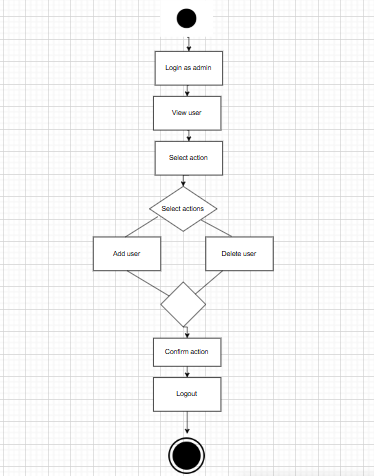 Login as admin
View user
Select action
Select actions
Add user
Delete user
Confirm action
Logout